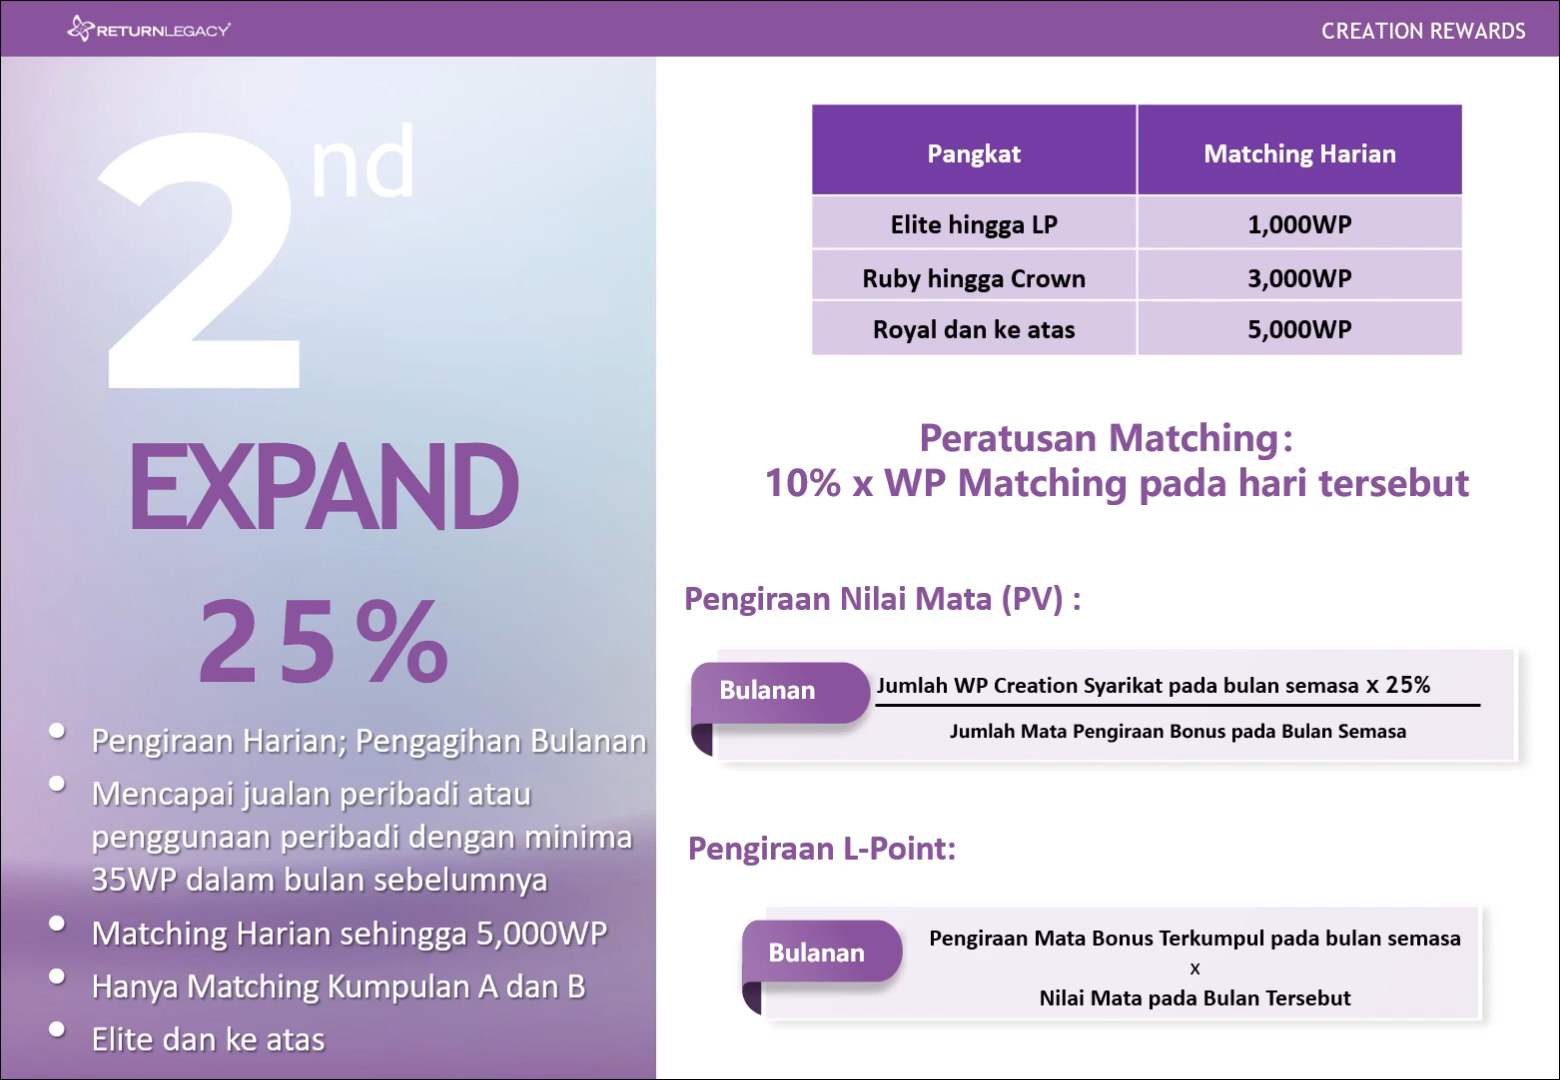 RETURNLEGACY
CREATION REWARDS
2nd
EXPAND
25%
• Pengiraan Harian; Pengagihan Bulanan
• Mencapai jualan peribadi atau
penggunaan peribadi dengan minima
35WP dalam bulan sebelumnya
• Matching Harian sehingga 5,000WP
• Hanya Matching Kumpulan A dan B
• Elite dan ke atas
Pangkat Matching Harian
Elite hingga LP 1,000WP
Ruby hingga Crown 3,000WP
Royal dan ke atas 5,000WP
Peratusan Matching:
10% x WP Matching pada hari tersebut
Pengiraan Nilai Mata (PV) :
Bulanan
Jumlah WP Creation Syarikat pada bulan semasa x 25%
Jumlah Mata Pengiraan Bonus pada Bulan Semasa
Pengiraan L-Point:
Bulanan
Pengiraan Mata Bonus Terkumpul pada bulan semasa
x
Nilai Mata pada Bulan Tersebut